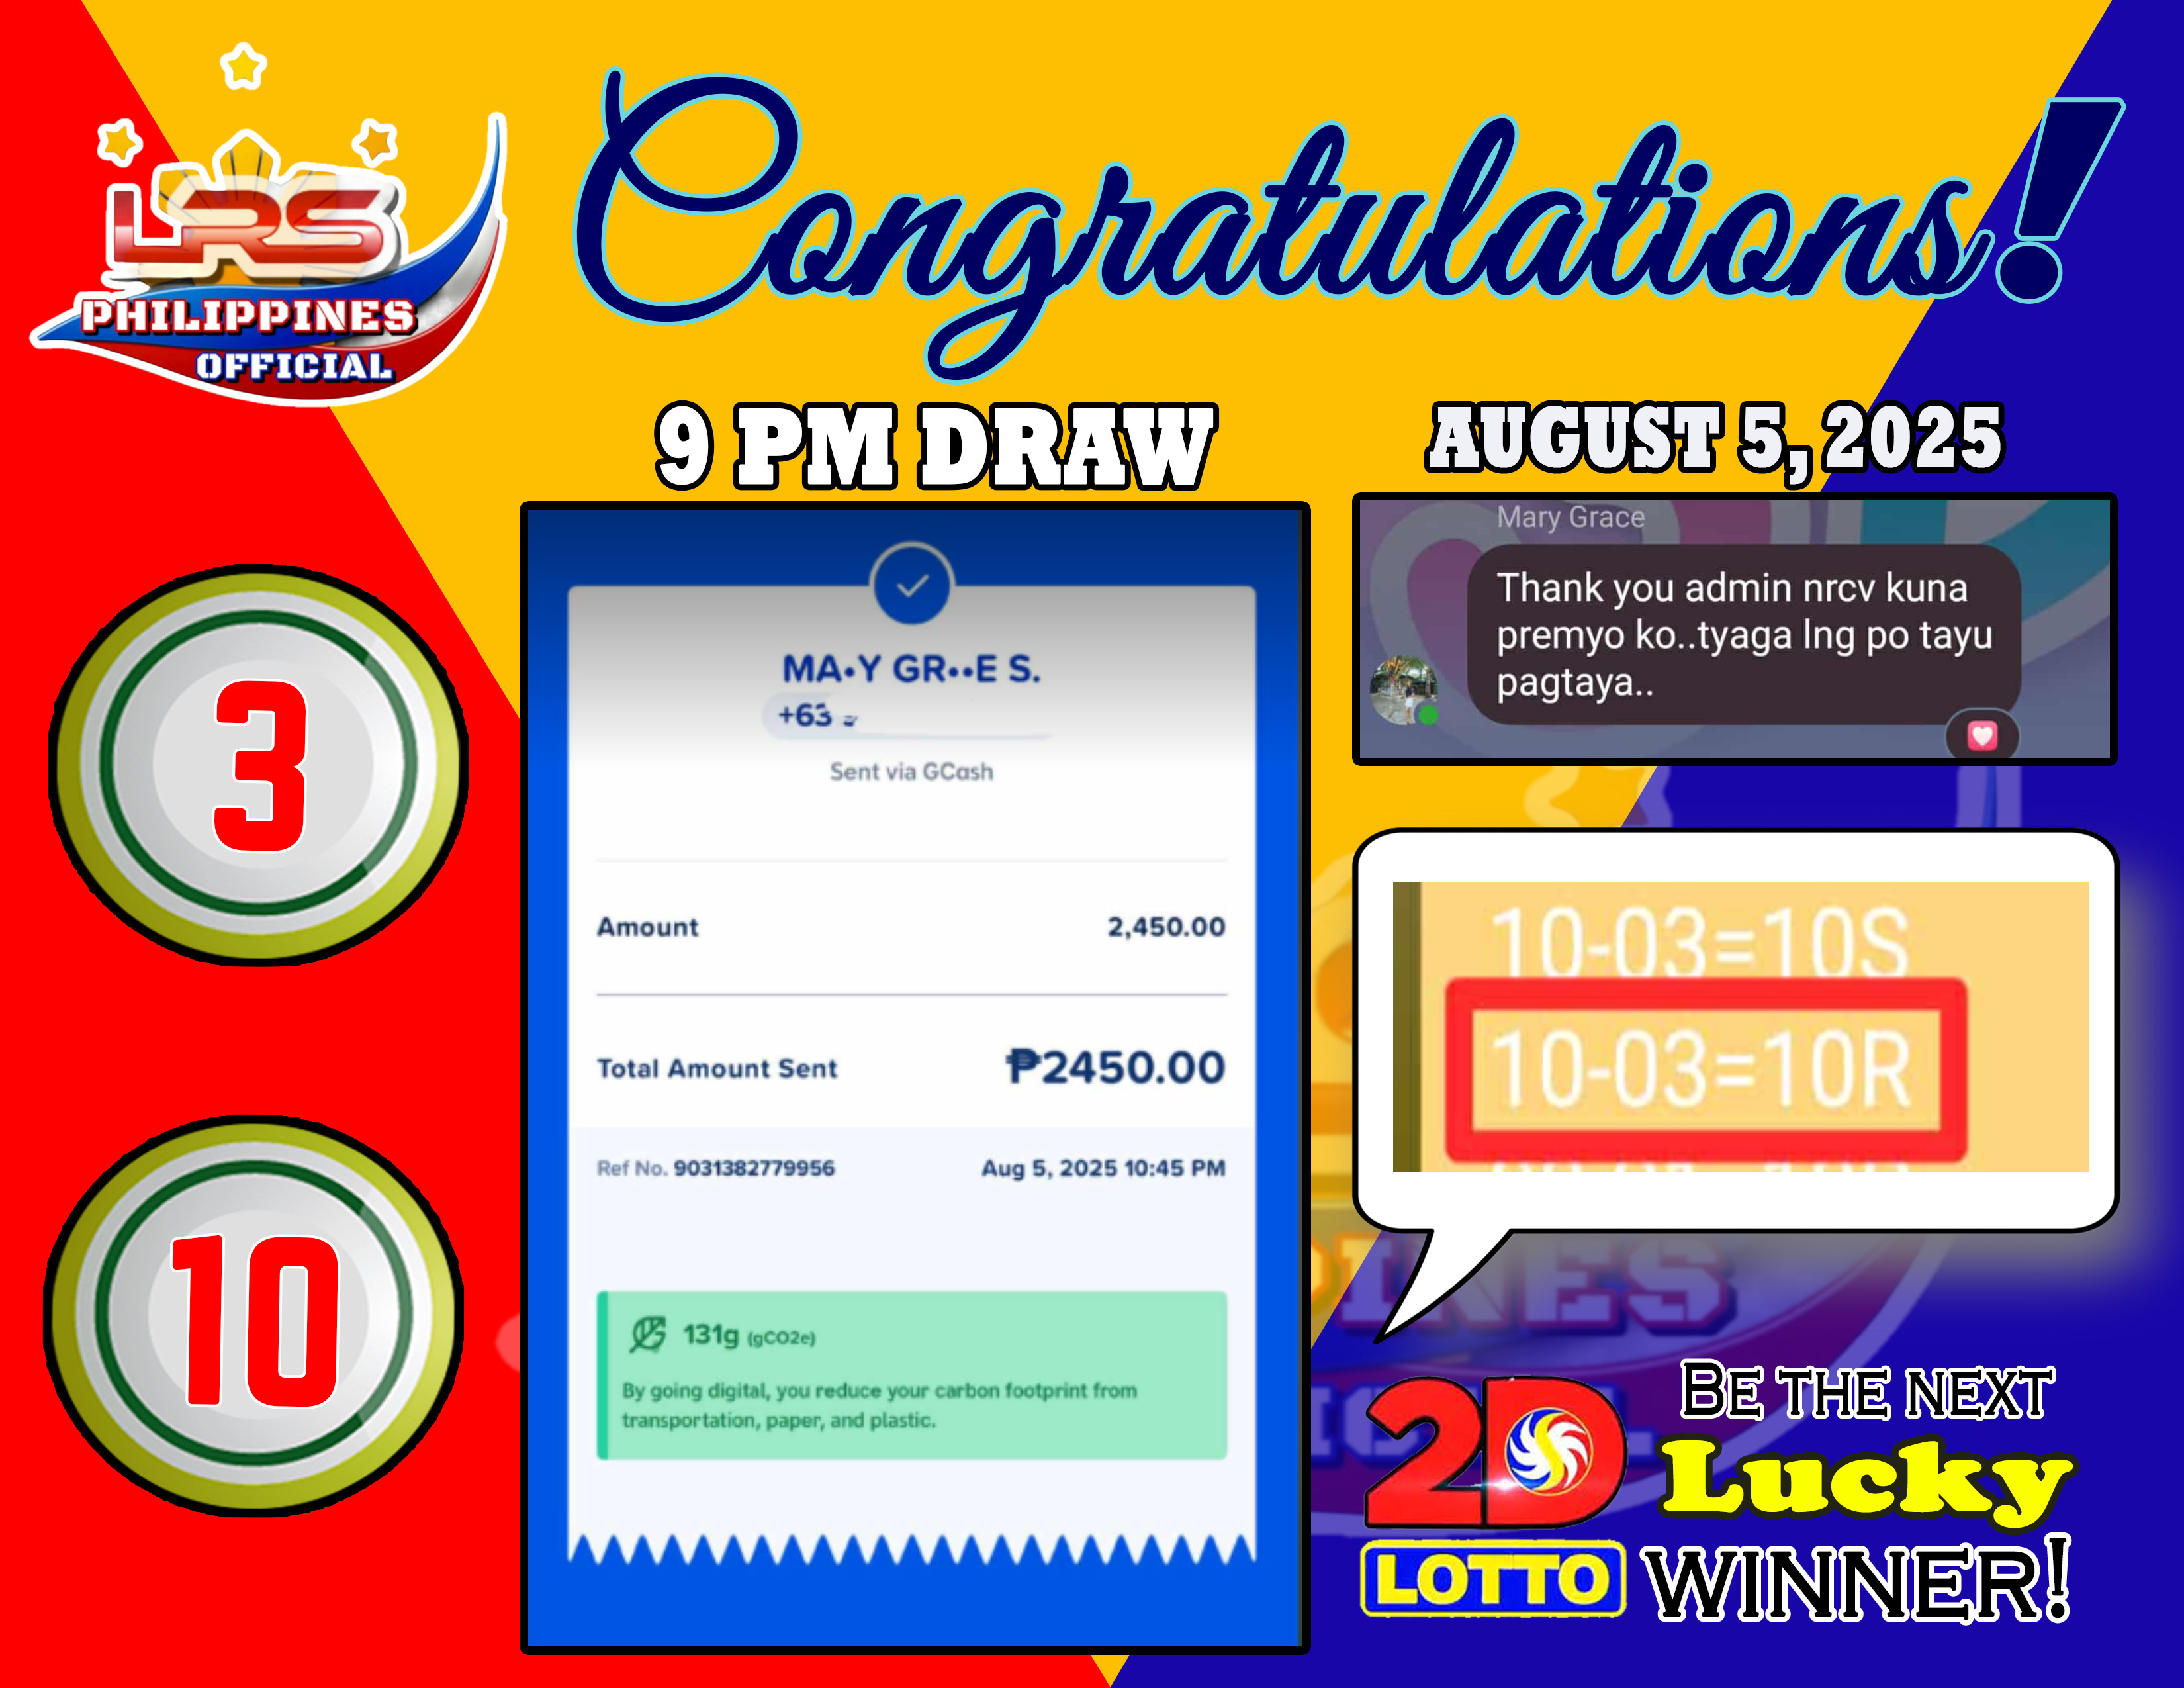 LRS
PHILIPPINES
OFFICIAL
Congratulations!
9 PM DRAW
AUGUST 5, 2025
3
10
MA•Y GR••E S.
+63
Sent via GCash
Amount 2,450.00
Total Amount Sent ₱2450.00
Ref No. 9031382779956 Aug 5, 2025 10:45 PM
131g (gCO2e)
By going digital, you reduce your carbon footprint from
transportation, paper, and plastic.
Mary Grace
Thank you admin nrcv kuna
premyo ko..tyaga lng po tayu
pagtaya..
10-03=10S
10-03=10R
2D
LOTTO
BE THE NEXT
Lucky
WINNER!